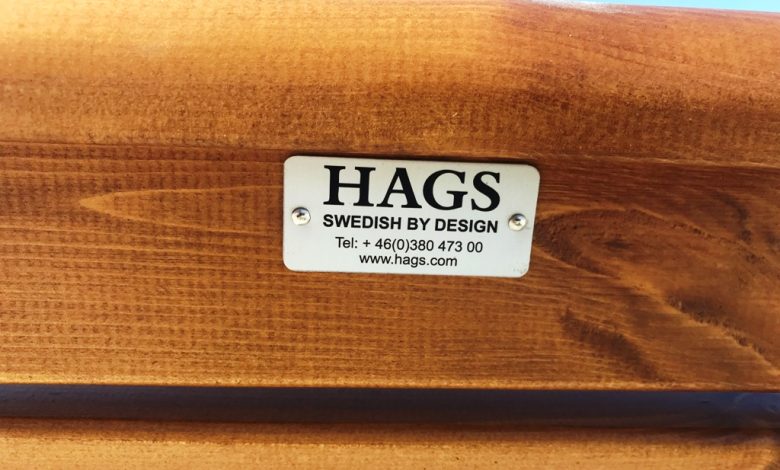 HAGS
SWEDISH BY DESIGN
Tel: + 46(0)380 473 00
www.hags.com